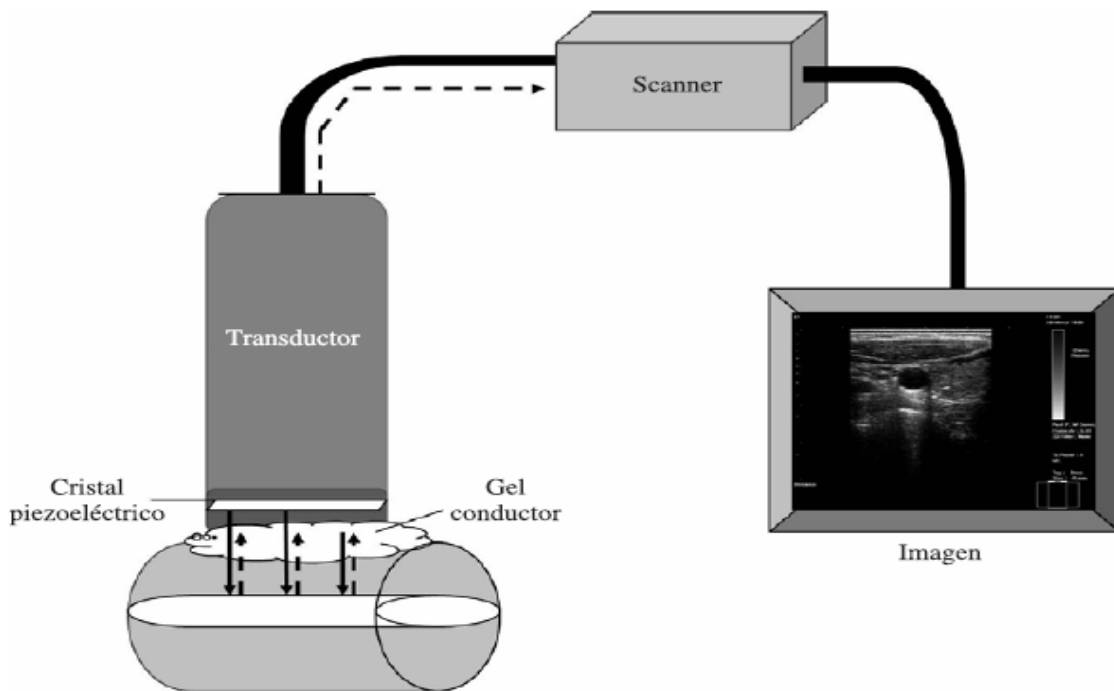 Scanner
Transductor
Cristal
piezoeléctrico
Gel
conductor
Imagen